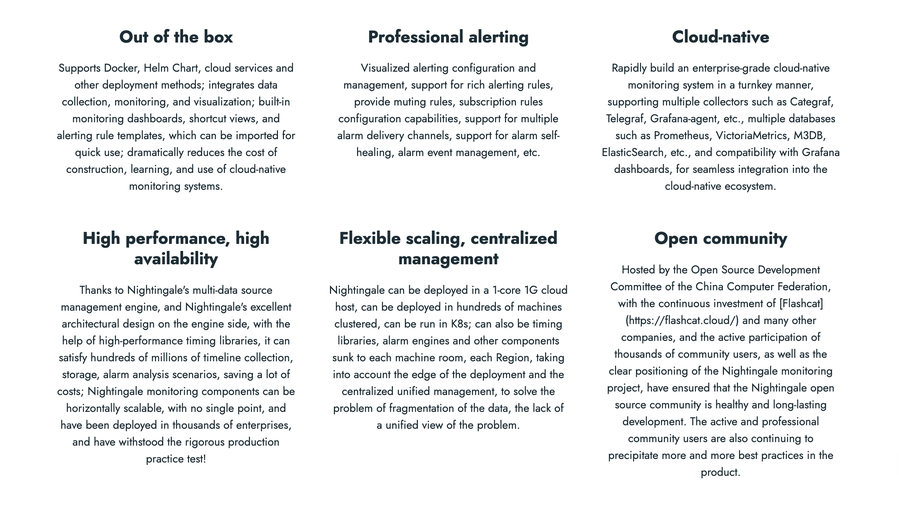 Out of the box
Supports Docker, Helm Chart, cloud services and
other deployment methods; integrates data
collection, monitoring, and visualization; built-in
monitoring dashboards, shortcut views, and
alerting rule templates, which can be imported for
quick use; dramatically reduces the cost of
construction, learning, and use of cloud-native
monitoring systems.
Professional alerting
Visualized alerting configuration and
management, support for rich alerting rules,
provide muting rules, subscription rules
configuration capabilities, support for multiple
alarm delivery channels, support for alarm self-
healing, alarm event management, etc.
Cloud-native
Rapidly build an enterprise-grade cloud-native
monitoring system in a turnkey manner,
supporting multiple collectors such as Categraf,
Telegraf, Grafana-agent, etc., multiple databases
such as Prometheus, VictoriaMetrics, M3DB,
ElasticSearch, etc., and compatibility with Grafana
dashboards, for seamless integration into the
cloud-native ecosystem.
High performance, high
availability
Thanks to Nightingale's multi-data source
management engine, and Nightingale's excellent
architectural design on the engine side, with the
help of high-performance timing libraries, it can
satisfy hundreds of millions of timeline collection,
storage, alarm analysis scenarios, saving a lot of
costs; Nightingale monitoring components can be
horizontally scalable, with no single point, and
have been deployed in thousands of enterprises,
and have withstood the rigorous production
practice test!
Flexible scaling, centralized
management
Nightingale can be deployed in a 1-core 1G cloud
host, can be deployed in hundreds of machines
clustered, can be run in K8s; can also be timing
libraries, alarm engines and other components
sunk to each machine room, each Region, taking
into account the edge of the deployment and the
centralized unified management, to solve the
problem of fragmentation of the data, the lack of
a unified view of the problem.
Open community
Hosted by the Open Source Development
Committee of the China Computer Federation,
with the continuous investment of [Flashcat]
(https://flashcat.cloud/) and many other
companies, and the active participation of
thousands of community users, as well as the
clear positioning of the Nightingale monitoring
project, have ensured that the Nightingale open
source community is healthy and long-lasting
development. The active and professional
community users are also continuing to
precipitate more and more best practices in the
product.